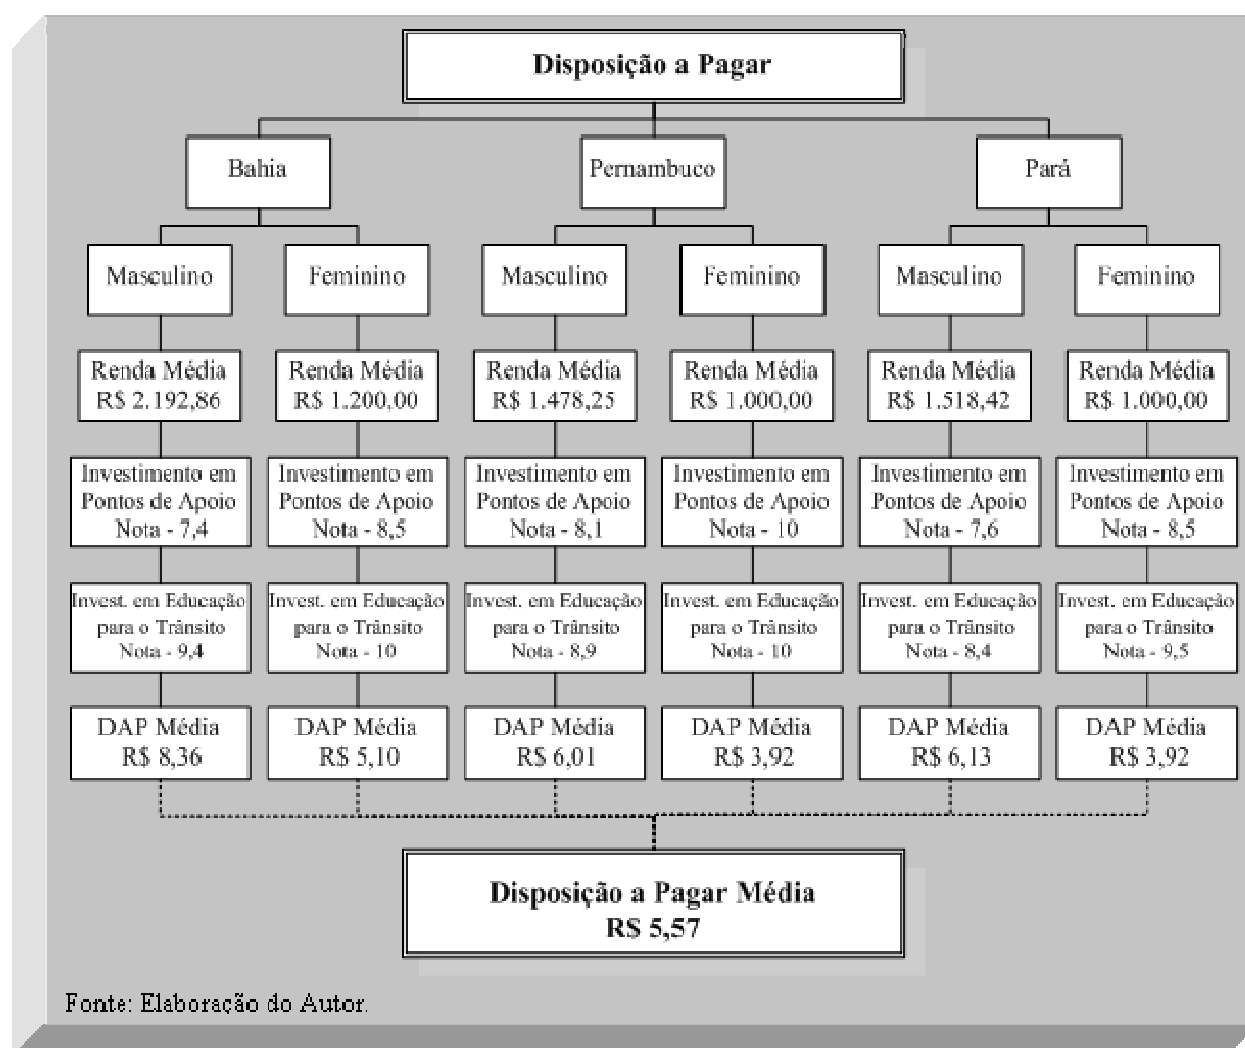 Disposição a Pagar
Bahia
Pernambuco
Pará
Masculino
Feminino
Masculino
Feminino
Masculino
Feminino
Renda Média
R$ 2.192,86
Renda Média
R$ 1.200,00
Renda Média
R$ 1.478,25
Renda Média
R$ 1.000,00
Renda Média
R$ 1.518,42
Renda Média
R$ 1.000,00
Investimento em
Pontos de Apoio
Nota - 7,4
Investimento em
Pontos de Apoio
Nota - 8,5
Investimento em
Pontos de Apoio
Nota - 8,1
Investimento em
Pontos de Apoio
Nota - 10
Investimento em
Pontos de Apoio
Nota - 7,6
Investimento em
Pontos de Apoio
Nota - 8,5
Invest. em Educação
para o Trânsito
Nota - 9,4
Invest. em Educação
para o Trânsito
Nota - 10
Invest. em Educação
para o Trânsito
Nota - 8,9
Invest. em Educação
para o Trânsito
Nota - 10
Invest. em Educação
para o Trânsito
Nota - 8,4
Invest. em Educação
para o Trânsito
Nota - 9,5
DAP Média
R$ 8,36
DAP Média
R$ 5,10
DAP Média
R$ 6,01
DAP Média
R$ 3,92
DAP Média
R$ 6,13
DAP Média
R$ 3,92
Disposição a Pagar Média
R$ 5,57
Fonte: Elaboração do Autor.